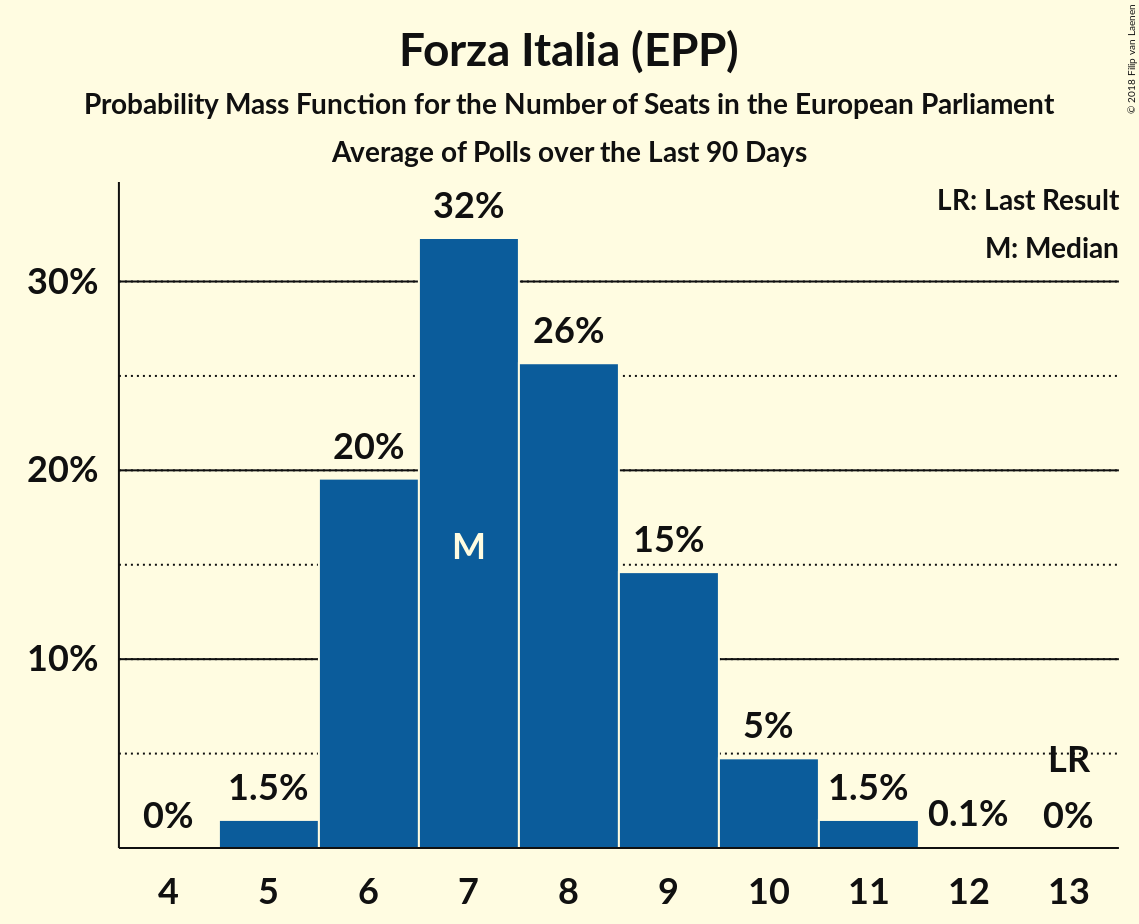 Forza Italia (EPP)
Probability Mass Function for the Number of Seats in the European Parliament
Average of Polls over the Last 90 Days
© 2018 Filip van Laenen
LR: Last Result
M: Median
30%
20%
10%
0%
1.5%
20%
32%
M
26%
15%
5%
1.5%
0.1%
LR
0%
4 5 6 7 8 9 10 11 12 13